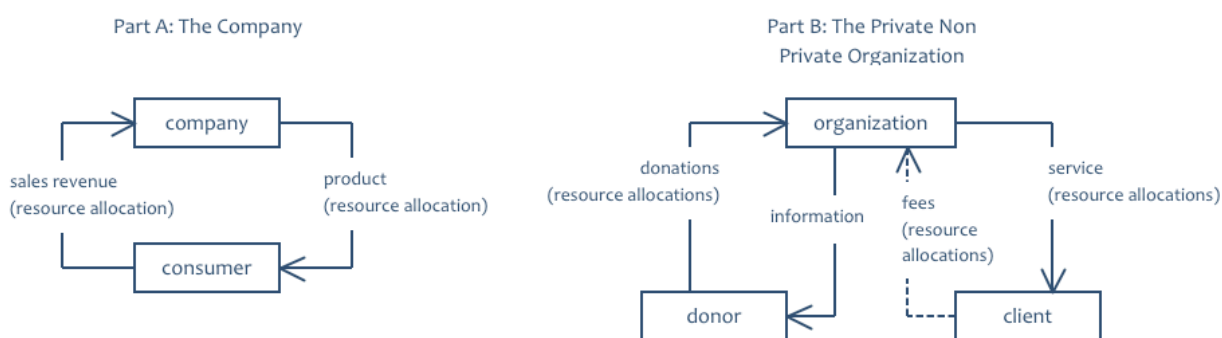 Part A: The Company
company
sales revenue
(resource allocation)
product
(resource allocation)
consumer
Part B: The Private Non
Private Organization
organization
donations
(resource allocations)
information
fees
(resource
allocations)
service
(resource allocations)
donor
client